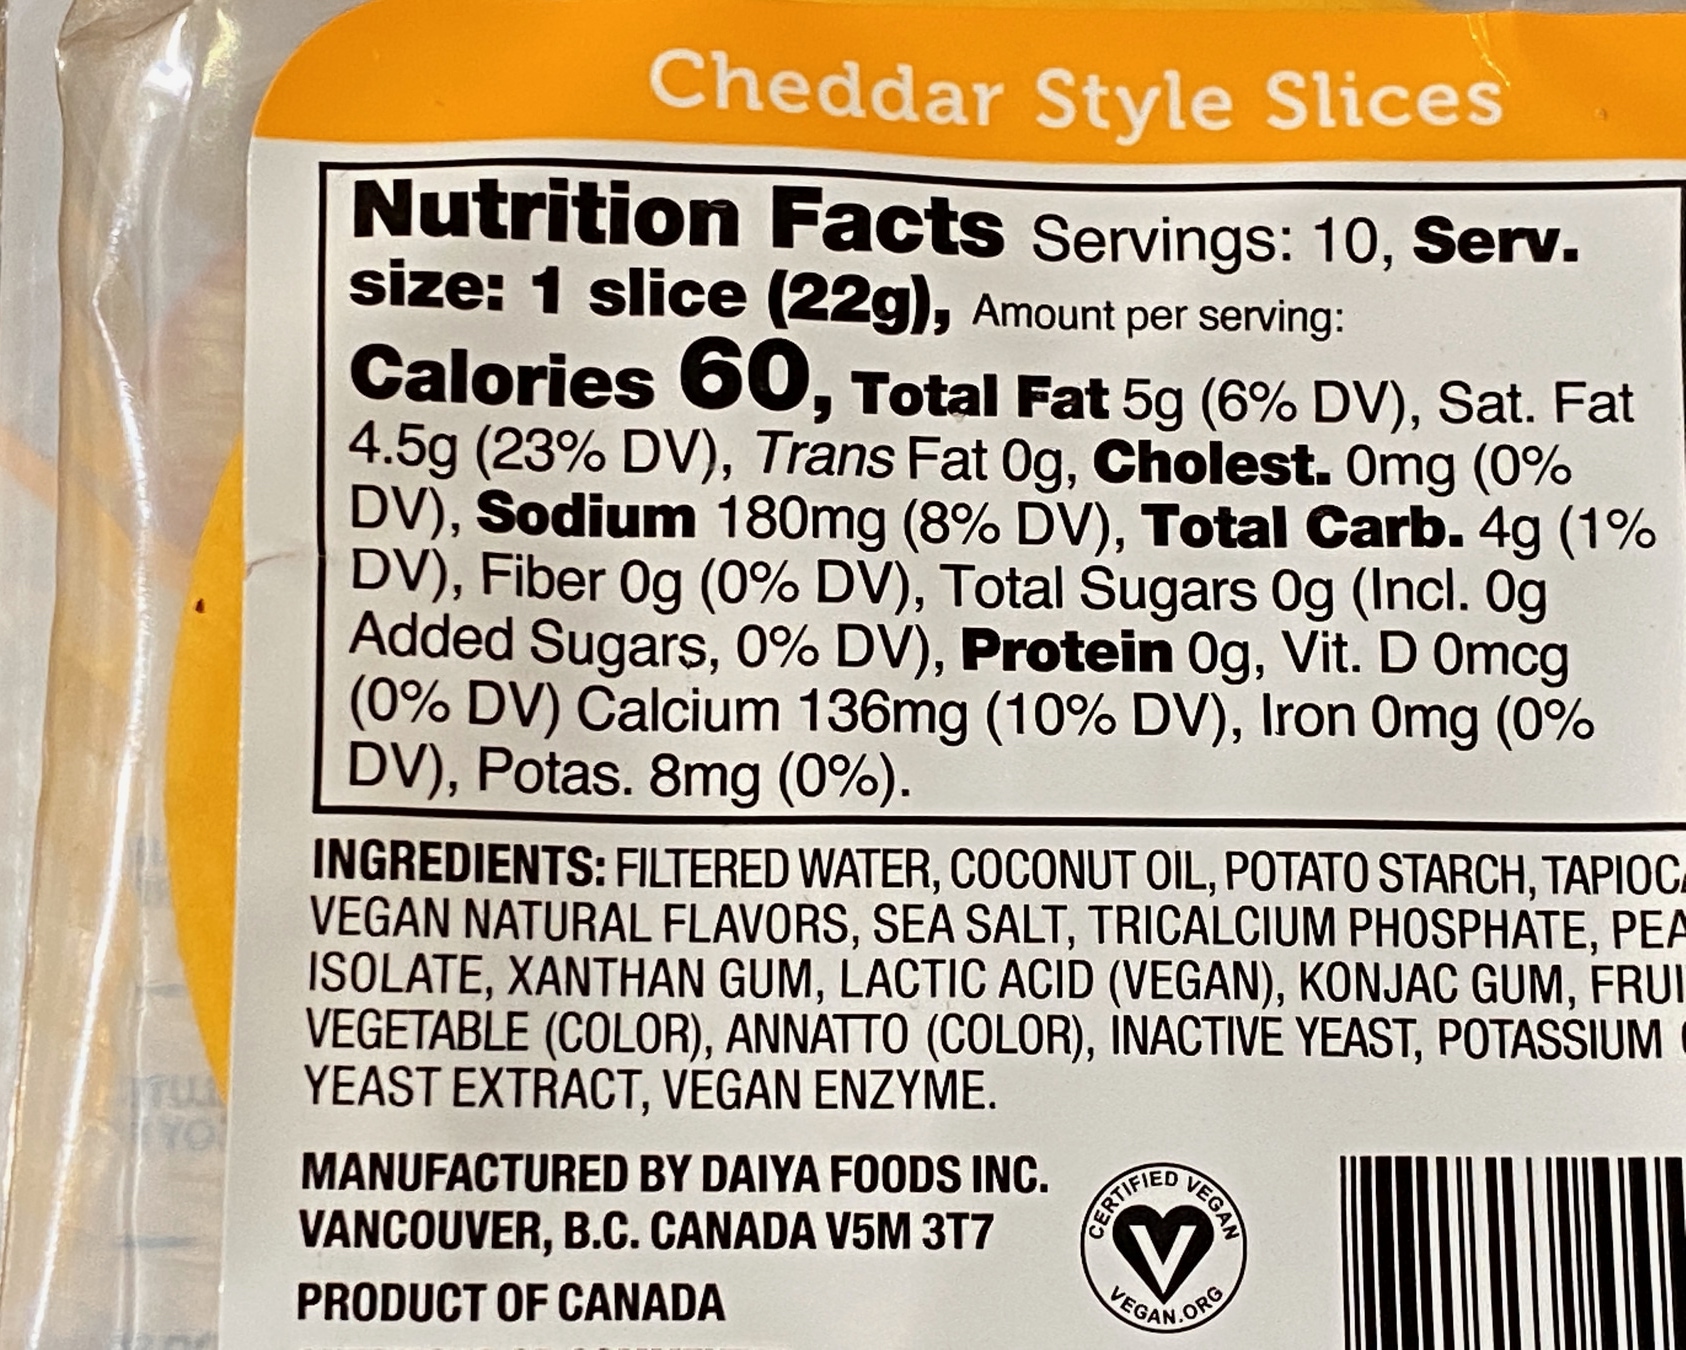 Cheddar Style Slices
Nutrition Facts Servings: 10, Serv.
size: 1 slice (22g), Amount per serving:
Calories 60, Total Fat 5g (6% DV), Sat. Fat
4.5g (23% DV), Trans Fat 0g, Cholest. 0mg (0%
DV), Sodium 180mg (8% DV), Total Carb. 4g (1%
DV), Fiber 0g (0% DV), Total Sugars 0g (Incl. 0g
Added Sugars, 0% DV), Protein 0g, Vit. D 0mcg
(0% DV) Calcium 136mg (10% DV), Iron 0mg (0%
DV), Potas. 8mg (0%).
INGREDIENTS: FILTERED WATER, COCONUT OIL, POTATO STARCH,
VEGAN NATURAL FLAVORS, SEA SALT, TRICALCIUM PHOSPHATE, PEA
ISOLATE, XANTHAN GUM, LACTIC ACID (VEGAN), KONJAC GUM,
VEGETABLE (COLOR), ANNATTO (COLOR), INACTIVE YEAST, POTASSIUM
YEAST EXTRACT, VEGAN ENZYME.
MANUFACTURED BY DAIYA FOODS INC.
VANCOUVER, B.C. CANADA V5M 3T7
PRODUCT OF CANADA
CERTIFIED VEGAN
V
VEGAN.ORG